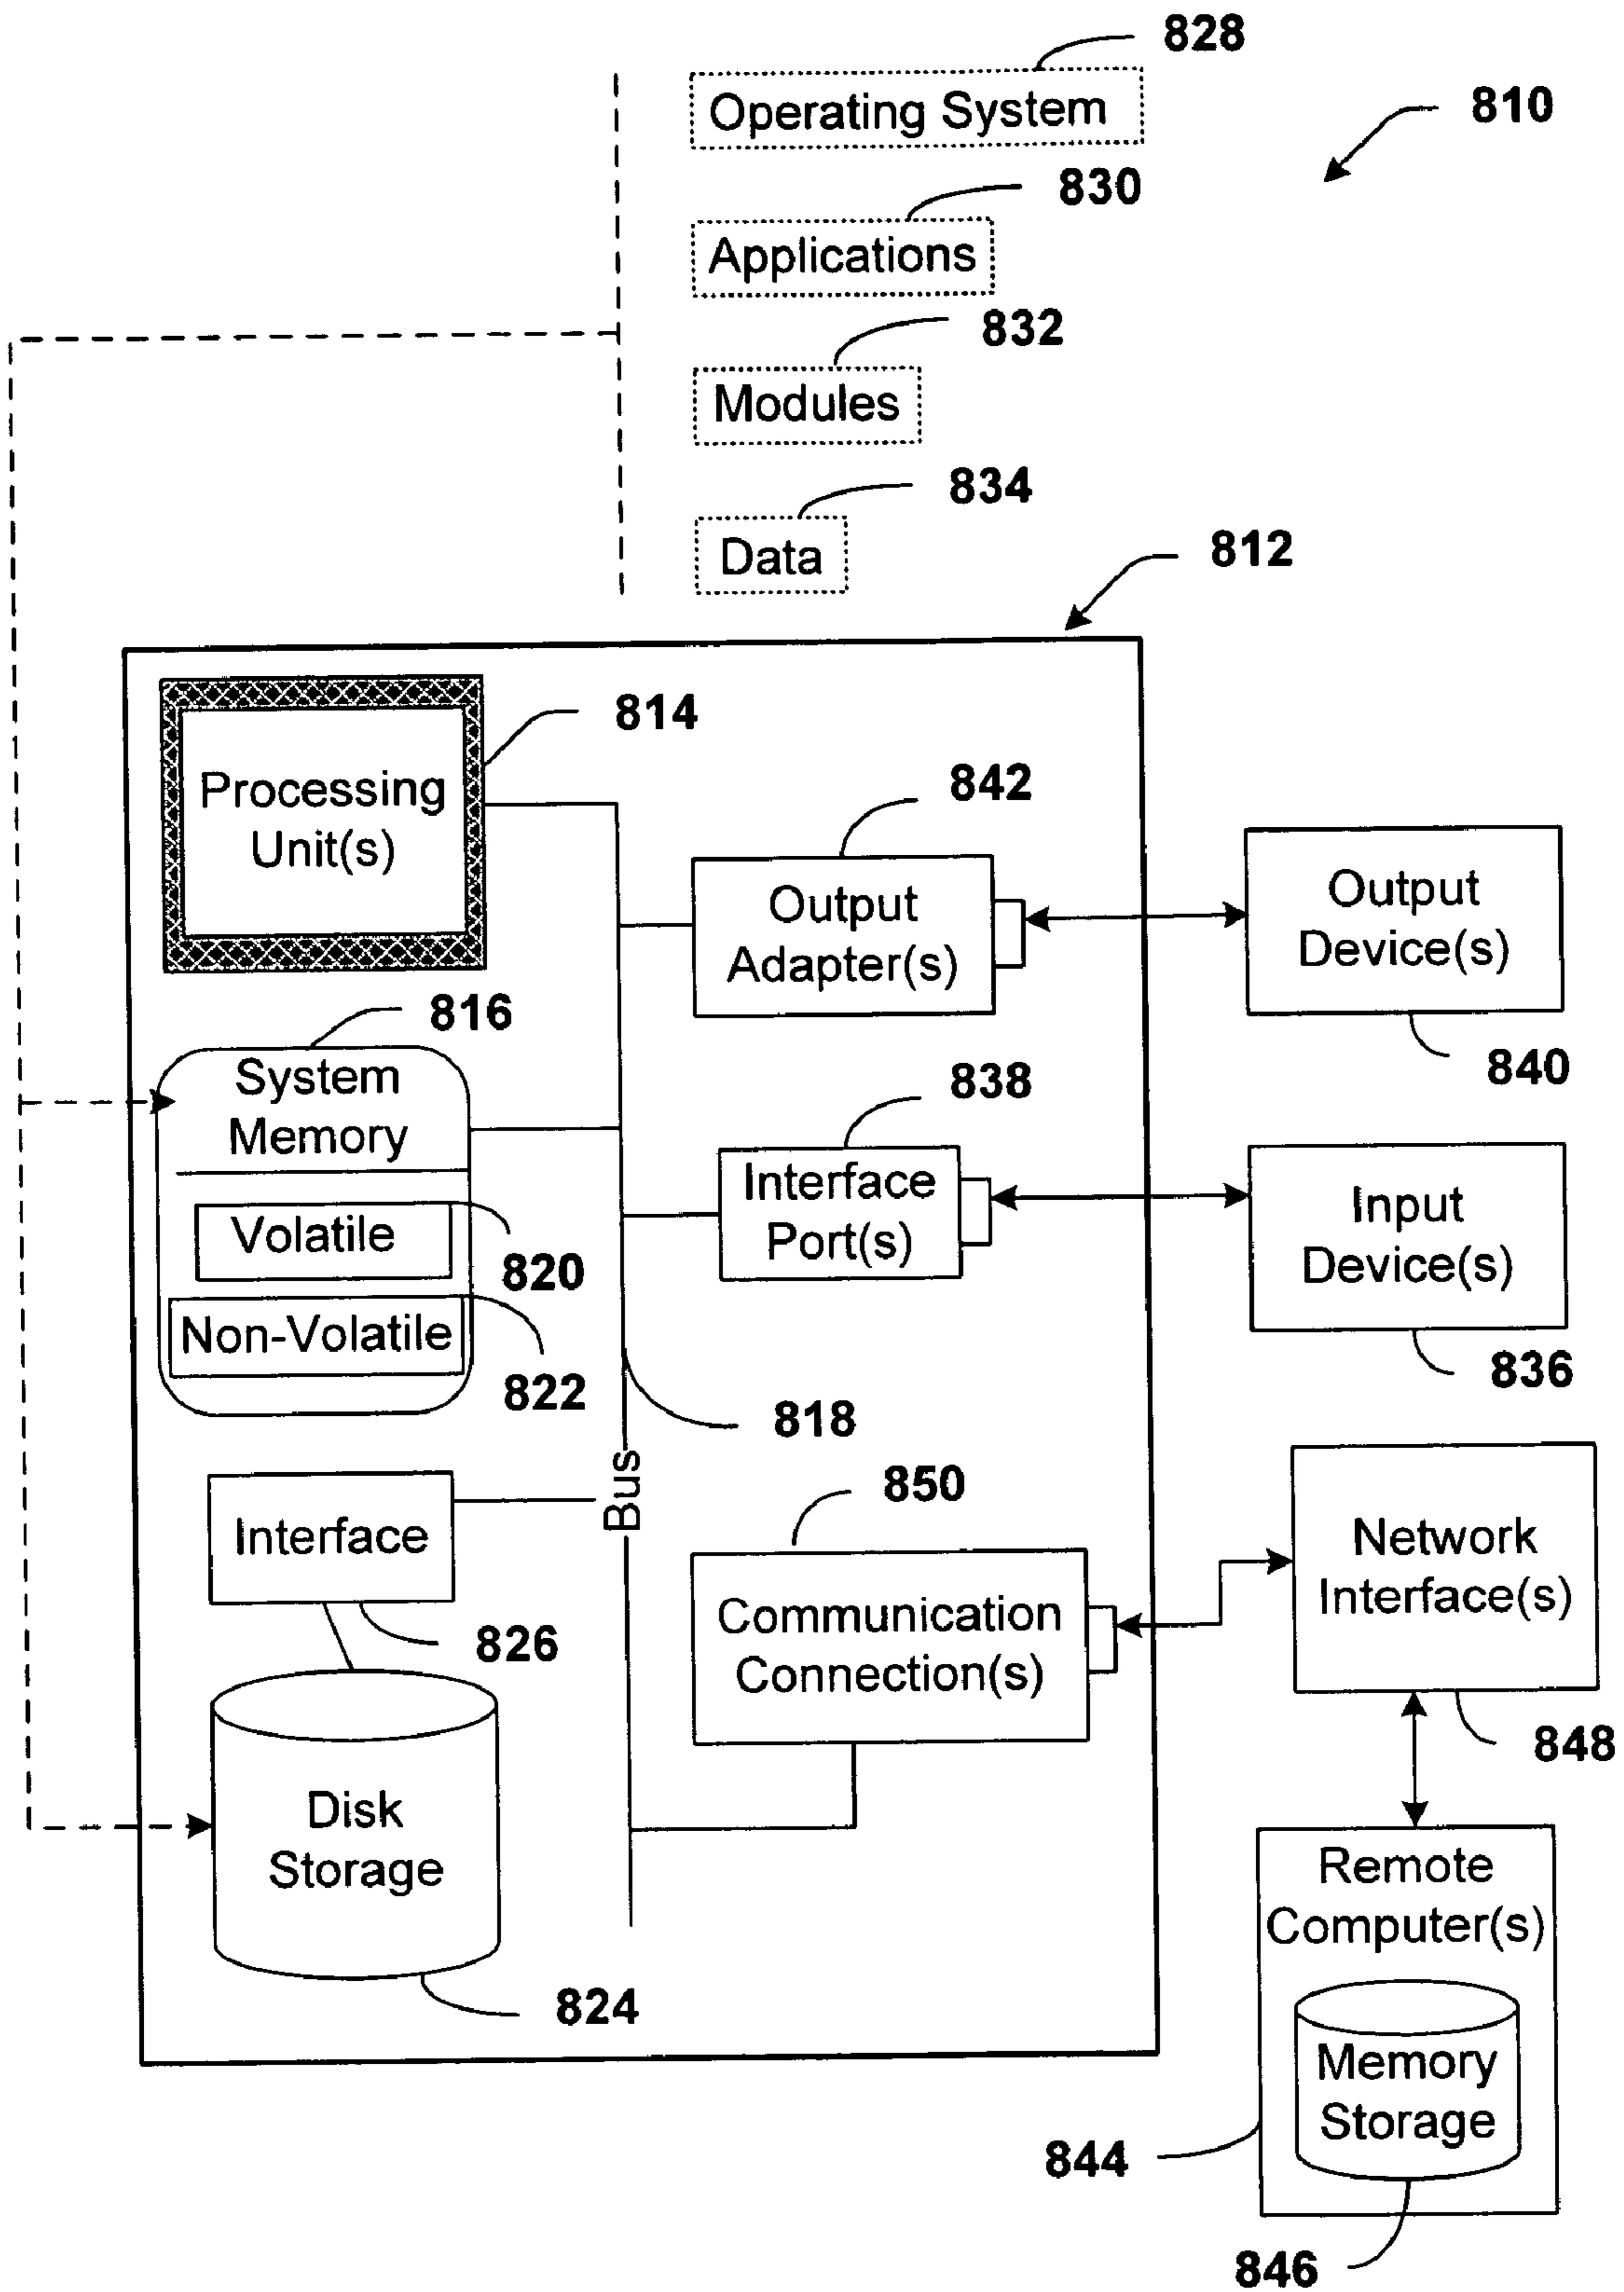 828
Operating System
810
830
Applications
832
Modules
834
Data
812
814
Processing
Unit(s)
842
Output
Adapter(s)
Output
Device(s)
840
816
System
Memory
838
Interface
Port(s)
Input
Device(s)
836
Volatile
820
Non-Volatile
822
818
Bus
Interface
826
850
Communication
Connection(s)
Network
Interface(s)
848
Disk
Storage
824
Remote
Computer(s)
Memory
Storage
844
846